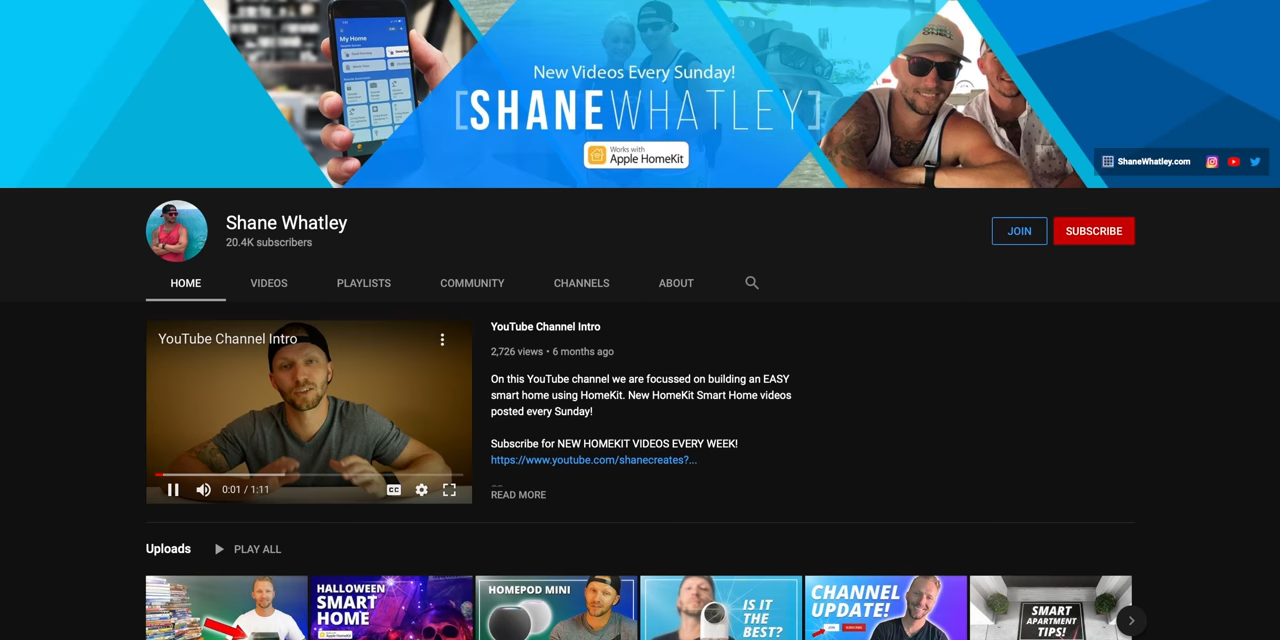 My Home
New Videos Every Sunday!
[SHANEWHATLEY]
Works with
Apple HomeKit
ShaneWhatley.com
Shane Whatley
20.4K subscribers
JOIN
SUBSCRIBE
HOME
VIDEOS
PLAYLISTS
COMMUNITY
CHANNELS
ABOUT
YouTube Channel Intro
0:01 / 1:11
CC
YouTube Channel Intro
2,726 views • 6 months ago
On this YouTube channel we are focussed on building an EASY
smart home using HomeKit. New HomeKit Smart Home videos
posted every Sunday!
Subscribe for NEW HOMEKIT VIDEOS EVERY WEEK!
https://www.youtube.com/shanecreates?...
READ MORE
Uploads
PLAY ALL
HALLOWEEN
SMART
HOME
Apple HomeKit
HOMEPOD MINI
IS IT
THE
BEST?
CHANNEL
UPDATE!
JOIN
SUBSCRIBE
SMART
APARTMENT
TIPS!